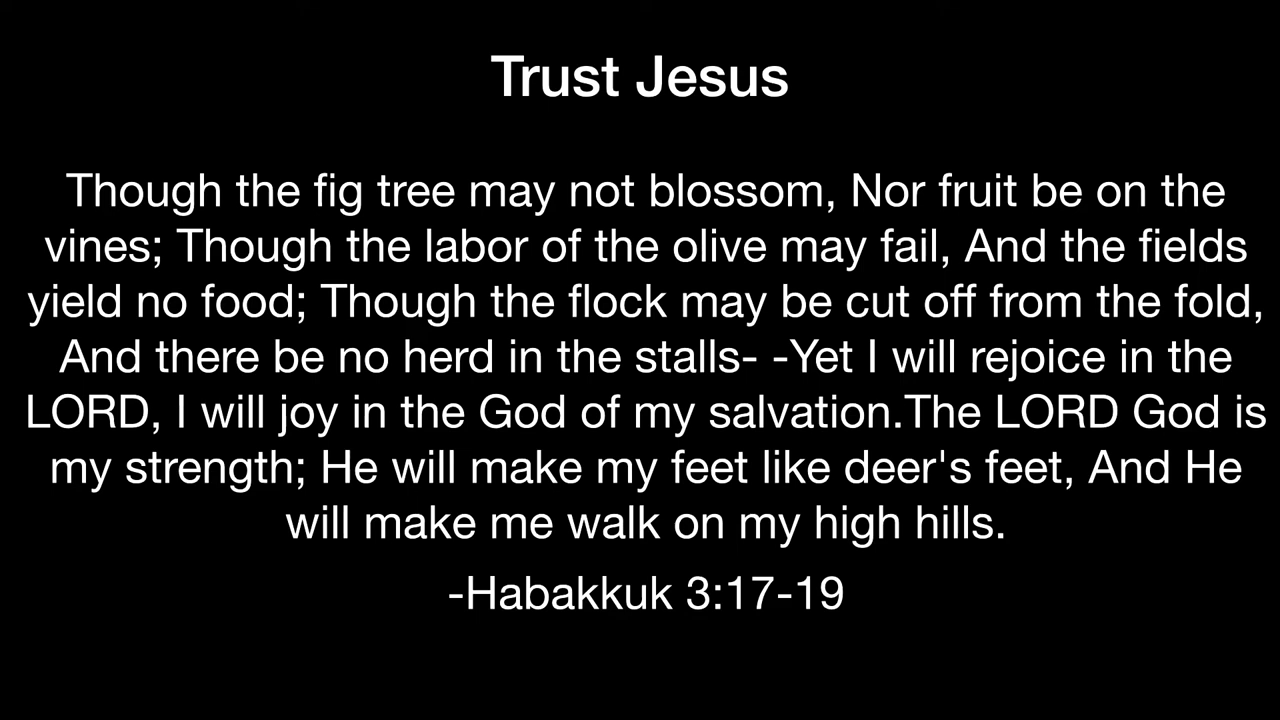 Trust Jesus
Though the fig tree may not blossom, Nor fruit be on the
vines; Though the labor of the olive may fail, And the fields
yield no food; Though the flock may be cut off from the fold,
And there be no herd in the stalls- -Yet I will rejoice in the
LORD, I will joy in the God of my salvation.The LORD God is
my strength; He will make my feet like deer's feet, And He
will make me walk on my high hills.
-Habakkuk 3:17-19